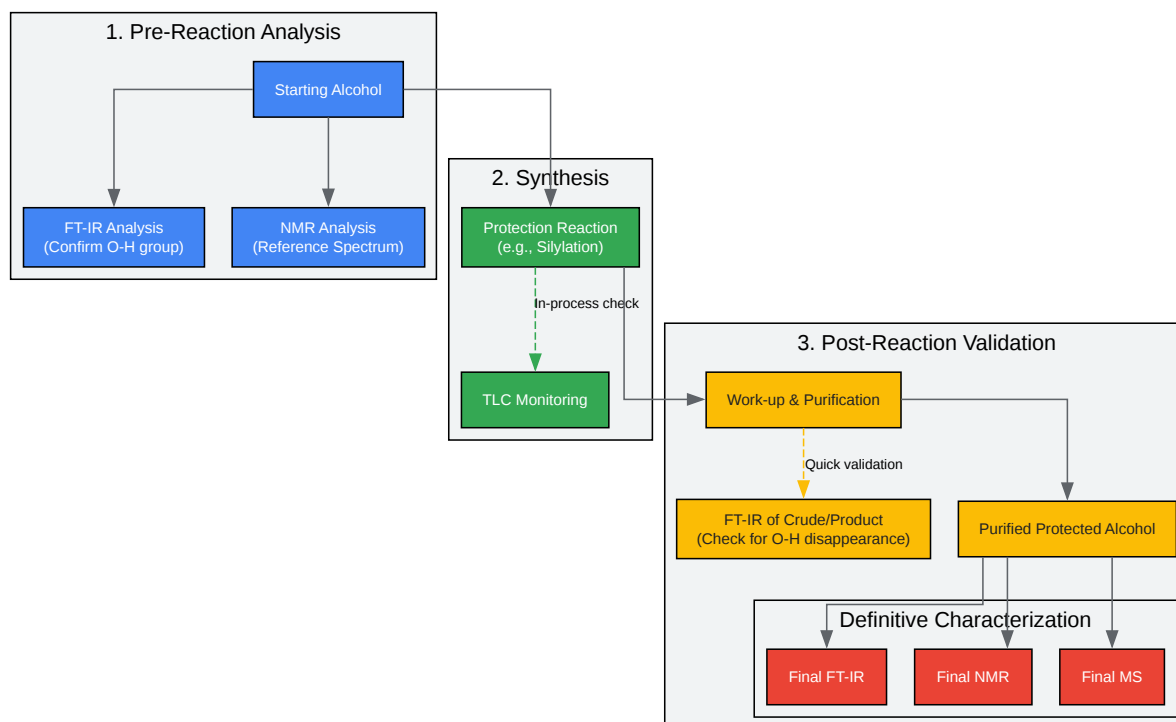 1. Pre-Reaction Analysis
Starting Alcohol
FT-IR Analysis
(Confirm O-H group)
NMR Analysis
(Reference Spectrum)
2. Synthesis
Protection Reaction
(e.g., Silylation)
In-process check
TLC Monitoring
3. Post-Reaction Validation
Work-up & Purification
Quick validation
FT-IR of Crude/Product
(Check for O-H disappearance)
Purified Protected Alcohol
Definitive Characterization
Final FT-IR
Final NMR
Final MS